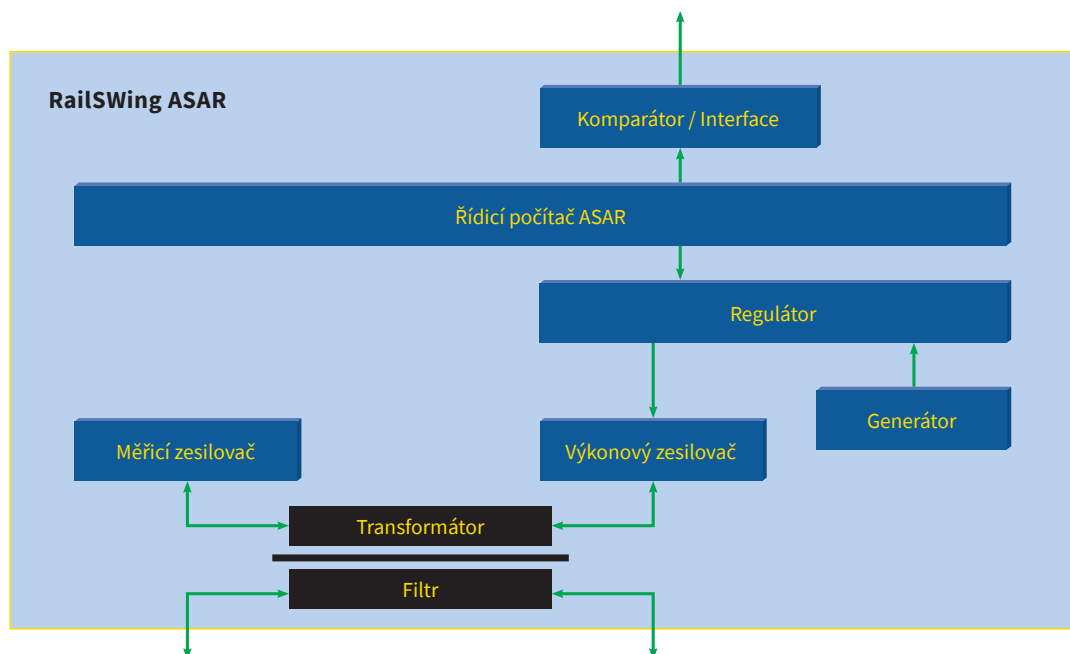 RailSWing ASAR
Komparátor / Interface
Řídicí počítač ASAR
Regulátor
Generátor
Měřicí zesilovač
Výkonový zesilovač
Transformátor
Filtr